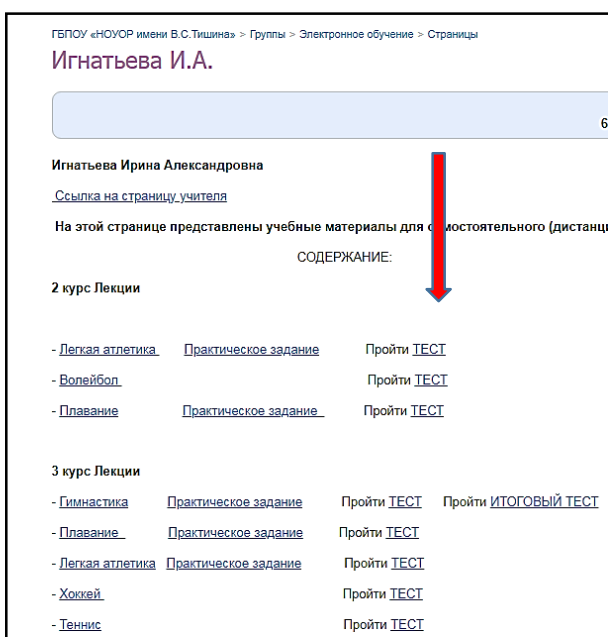 ГБПОУ «НОУОР имени В.С.Тишина» > Группы > Электронное обучение > Страницы
Игнатьева И.А.
6
Игнатьева Ирина Александровна
Ссылка на страницу учителя
На этой странице представлены учебные материалы для с мостоятельного (дистанци
СОДЕРЖАНИЕ:
2 курс Лекции
- Легкая атлетика Практическое задание Пройти ТЕСТ
- Волейбол Пройти ТЕСТ
- Плавание Практическое задание Пройти ТЕСТ
3 курс Лекции
- Гимнастика Практическое задание Пройти ТЕСТ Пройти ИТОГОВЫЙ ТЕСТ
- Плавание Практическое задание Пройти ТЕСТ
- Легкая атлетика Практическое задание Пройти ТЕСТ
- Хоккей Пройти ТЕСТ
- Теннис Пройти ТЕСТ